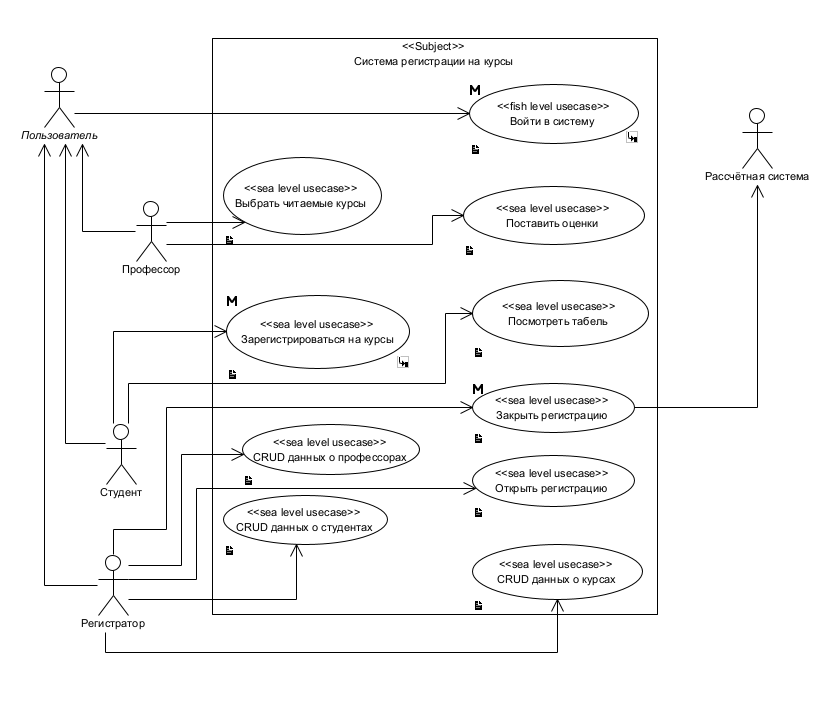 <<Subject>>
Система регистрации на курсы
M
<<fish level usecase>>
Войти в систему
Пользователь
Рассчётная система
<<sea level usecase>>
Выбрать читаемые курсы
<<sea level usecase>>
Поставить оценки
Профессор
M
<<sea level usecase>>
Зарегистрироваться на курсы
<<sea level usecase>>
Посмотреть табель
M
<<sea level usecase>>
Закрыть регистрацию
<<sea level usecase>>
CRUD данных о профессорах
Студент
<<sea level usecase>>
Открыть регистрацию
<<sea level usecase>>
CRUD данных о студентах
<<sea level usecase>>
CRUD данных о курсах
Регистратор